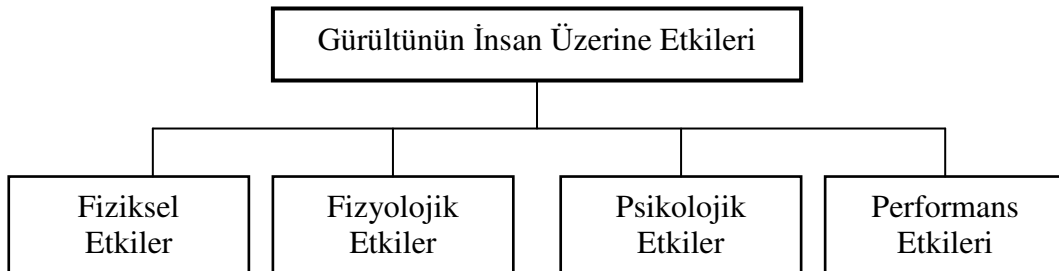 Gürültünün İnsan Üzerine Etkileri
Fiziksel
Etkiler
Fizyolojik
Etkiler
Psikolojik
Etkiler
Performans
Etkileri